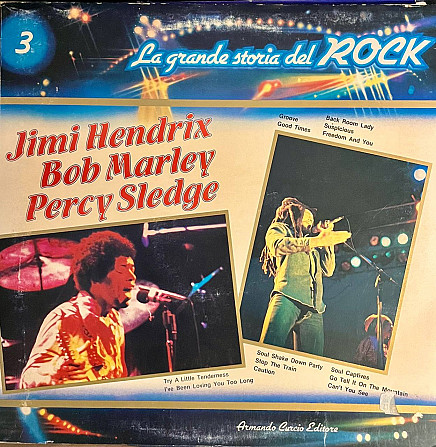 3
La grande storia del ROCK
Jimi Hendrix
Bob Marley
Percy Sledge
Groove
Good Times
Back Room Lady
Suspicious
Freedom And You
Try A Little Tenderness
I've Been Loving You Too Long
Soul Shake Down Party
Stop The Train
Caution
Soul Captives
Go Tell It On The Mountain
Can't You See
Armando Curcio Editore